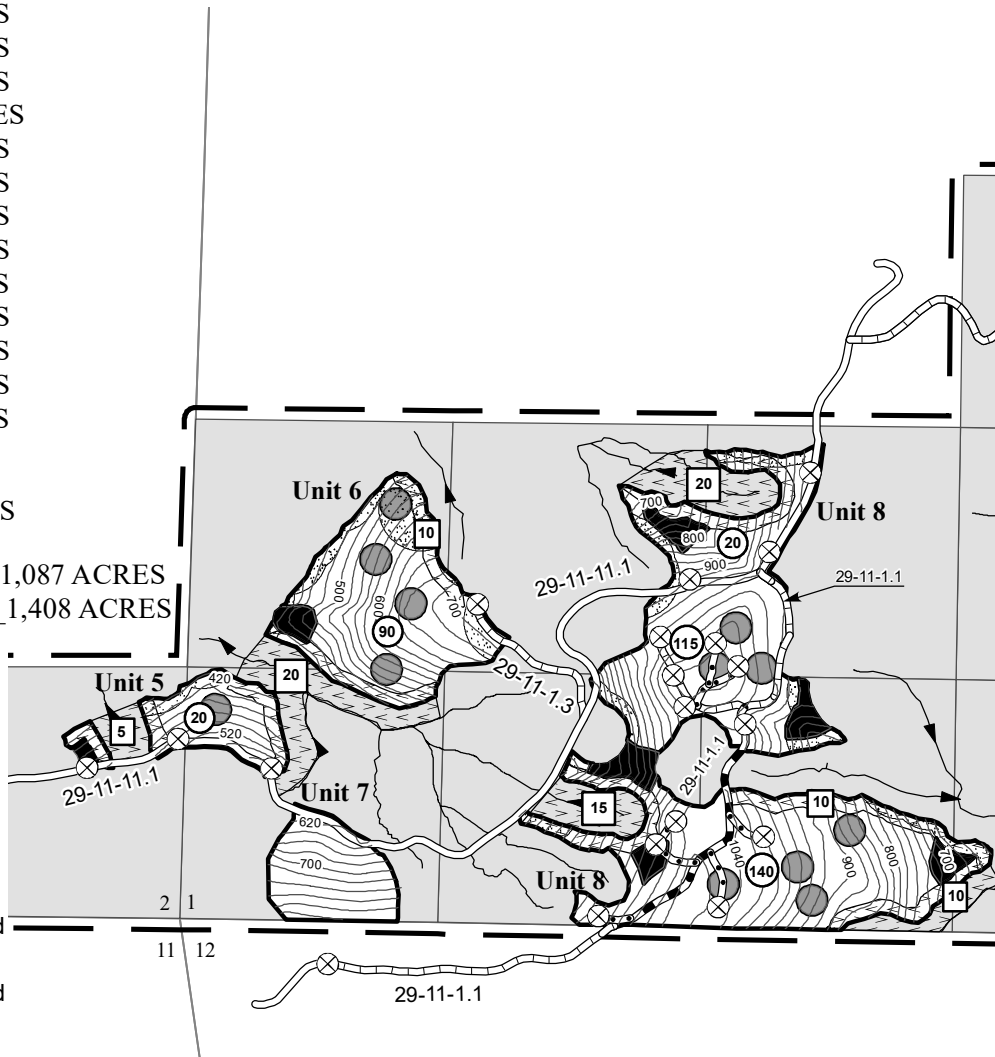 S
S
S
ES
S
S
S
S
S
S
S
S
S
S
1,087 ACRES
1,408 ACRES
d
d
Unit 6
10
500
600
700
90
20
Unit 5
420
20
520
5
29-11-11.1
Unit 7
620
700
2 1
11 12
29-11-1.3
29-11-11.1
20
700
800
20
900
Unit 8
29-11-1.1
115
29-11-1.1
15
10
Unit 8
1040
140
900
800
700
10
29-11-1.1